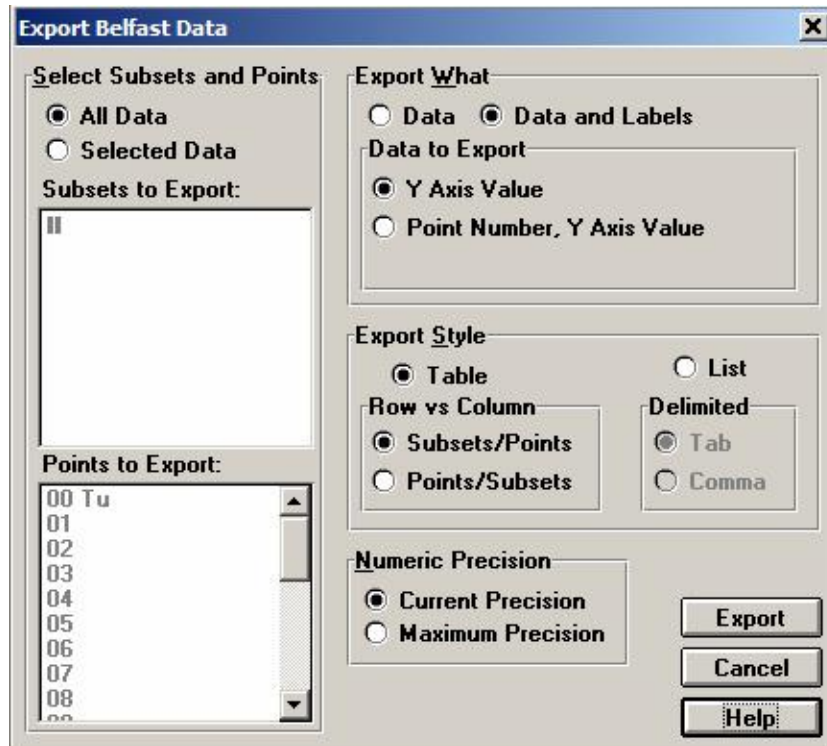 Export Belfast Data
Select Subsets and Points
All Data
Selected Data
Subsets to Export:
II
Points to Export:
00 Tu
01
02
03
04
05
06
07
08
Export What
Data
Data and Labels
Data to Export
Y Axis Value
Point Number, Y Axis Value
Export Style
Table
List
Row vs Column
Subsets/Points
Points/Subsets
Delimited
Tab
Comma
Numeric Precision
Current Precision
Maximum Precision
Export
Cancel
Help